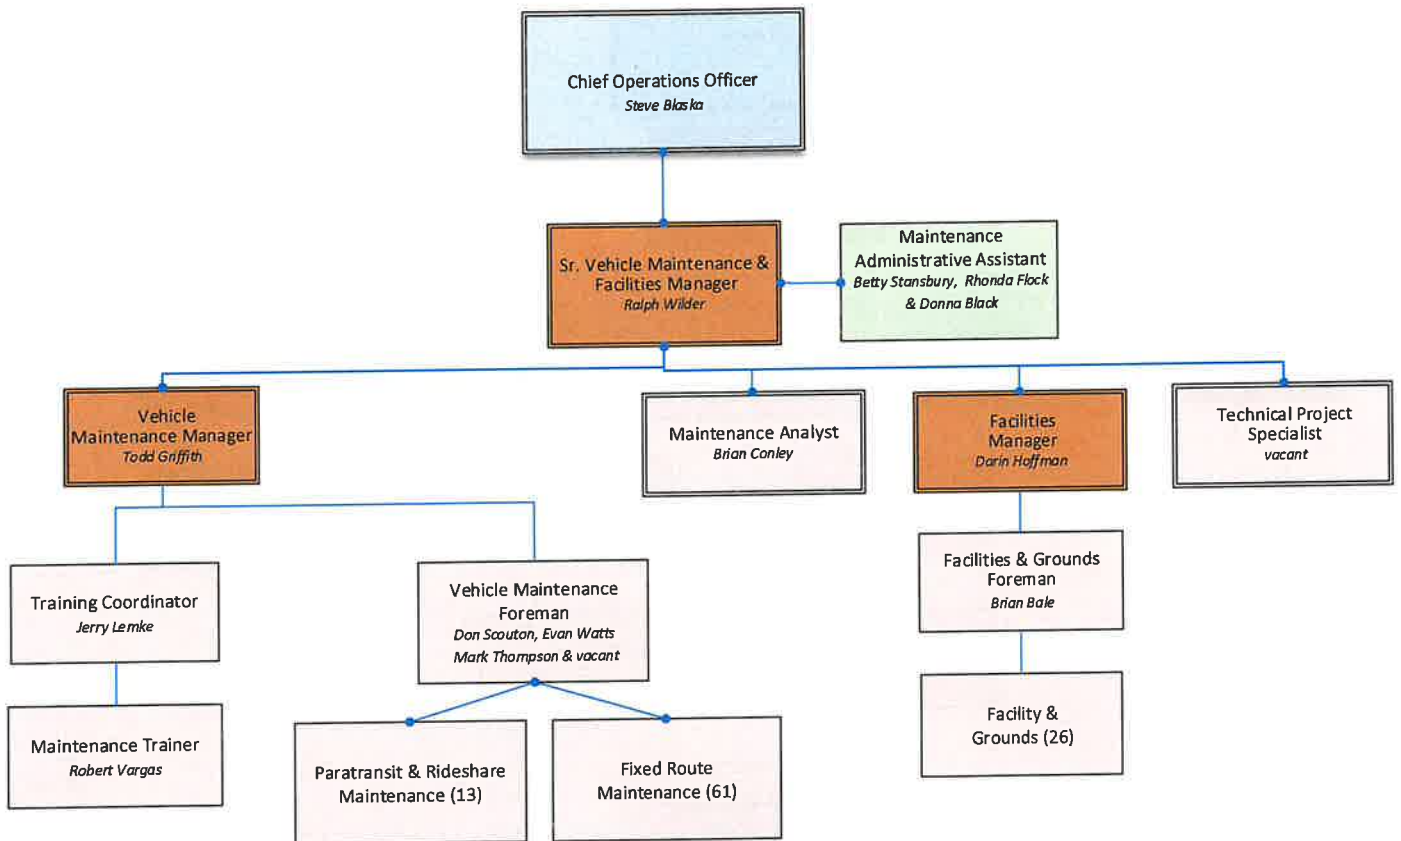 Chief Operations Officer
Steve Blaska
Sr. Vehicle Maintenance &
Facilities Manager
Ralph Wilder
Maintenance
Administrative Assistant
Betty Stansbury, Rhonda Flock
& Donna Black
Vehicle
Maintenance Manager
Todd Griffith
Maintenance Analyst
Brian Conley
Facilities
Manager
Darin Hoffman
Technical Project
Specialist
vacant
Training Coordinator
Jerry Lemke
Vehicle Maintenance
Foreman
Don Scouton, Evan Watts
Mark Thompson & vacant
Facilities & Grounds
Foreman
Brian Bale
Maintenance Trainer
Robert Vargas
Paratransit & Rideshare
Maintenance (13)
Fixed Route
Maintenance (61)
Facility &
Grounds (26)